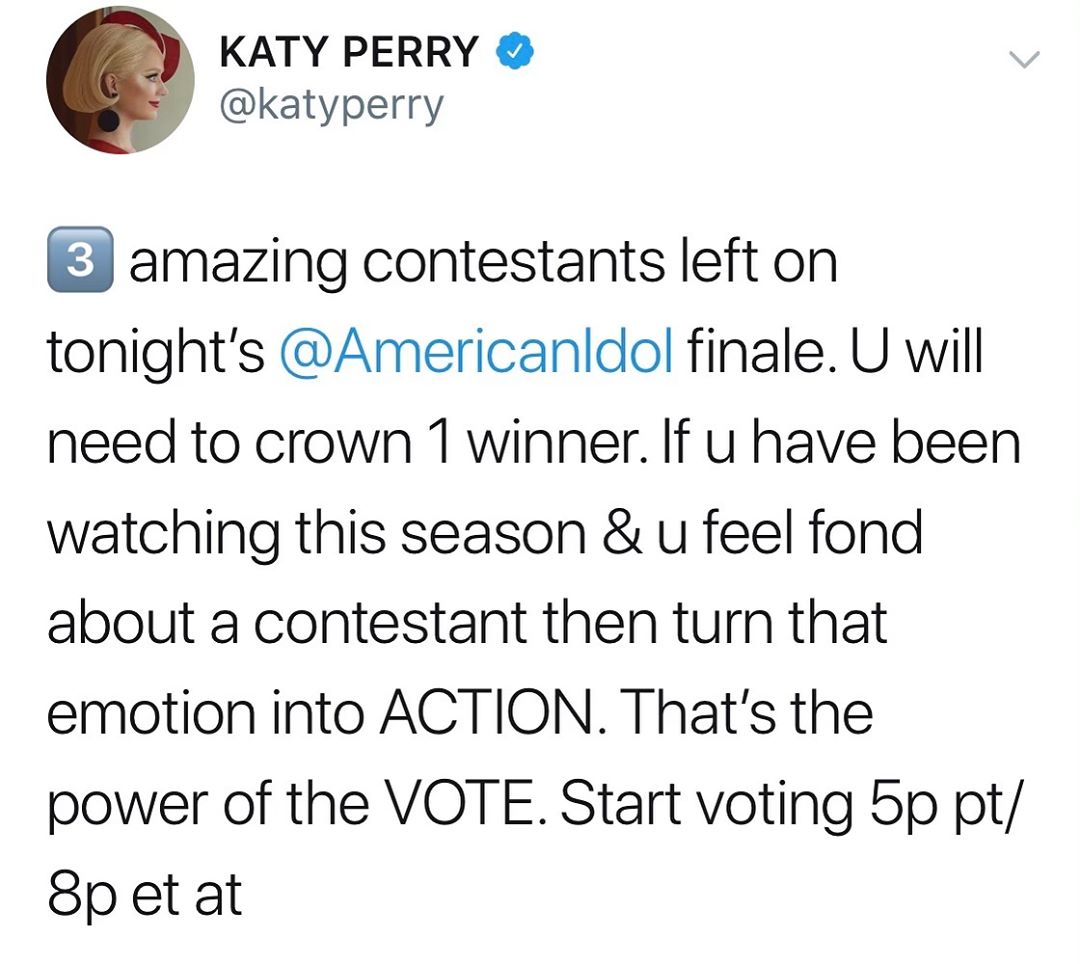 KATY PERRY
@katyperry
3️⃣ amazing contestants left on
tonight’s @AmericanIdol finale. U will
need to crown 1 winner. If u have been
watching this season & u feel fond
about a contestant then turn that
emotion into ACTION. That’s the
power of the VOTE. Start voting 5p pt/
8p et at